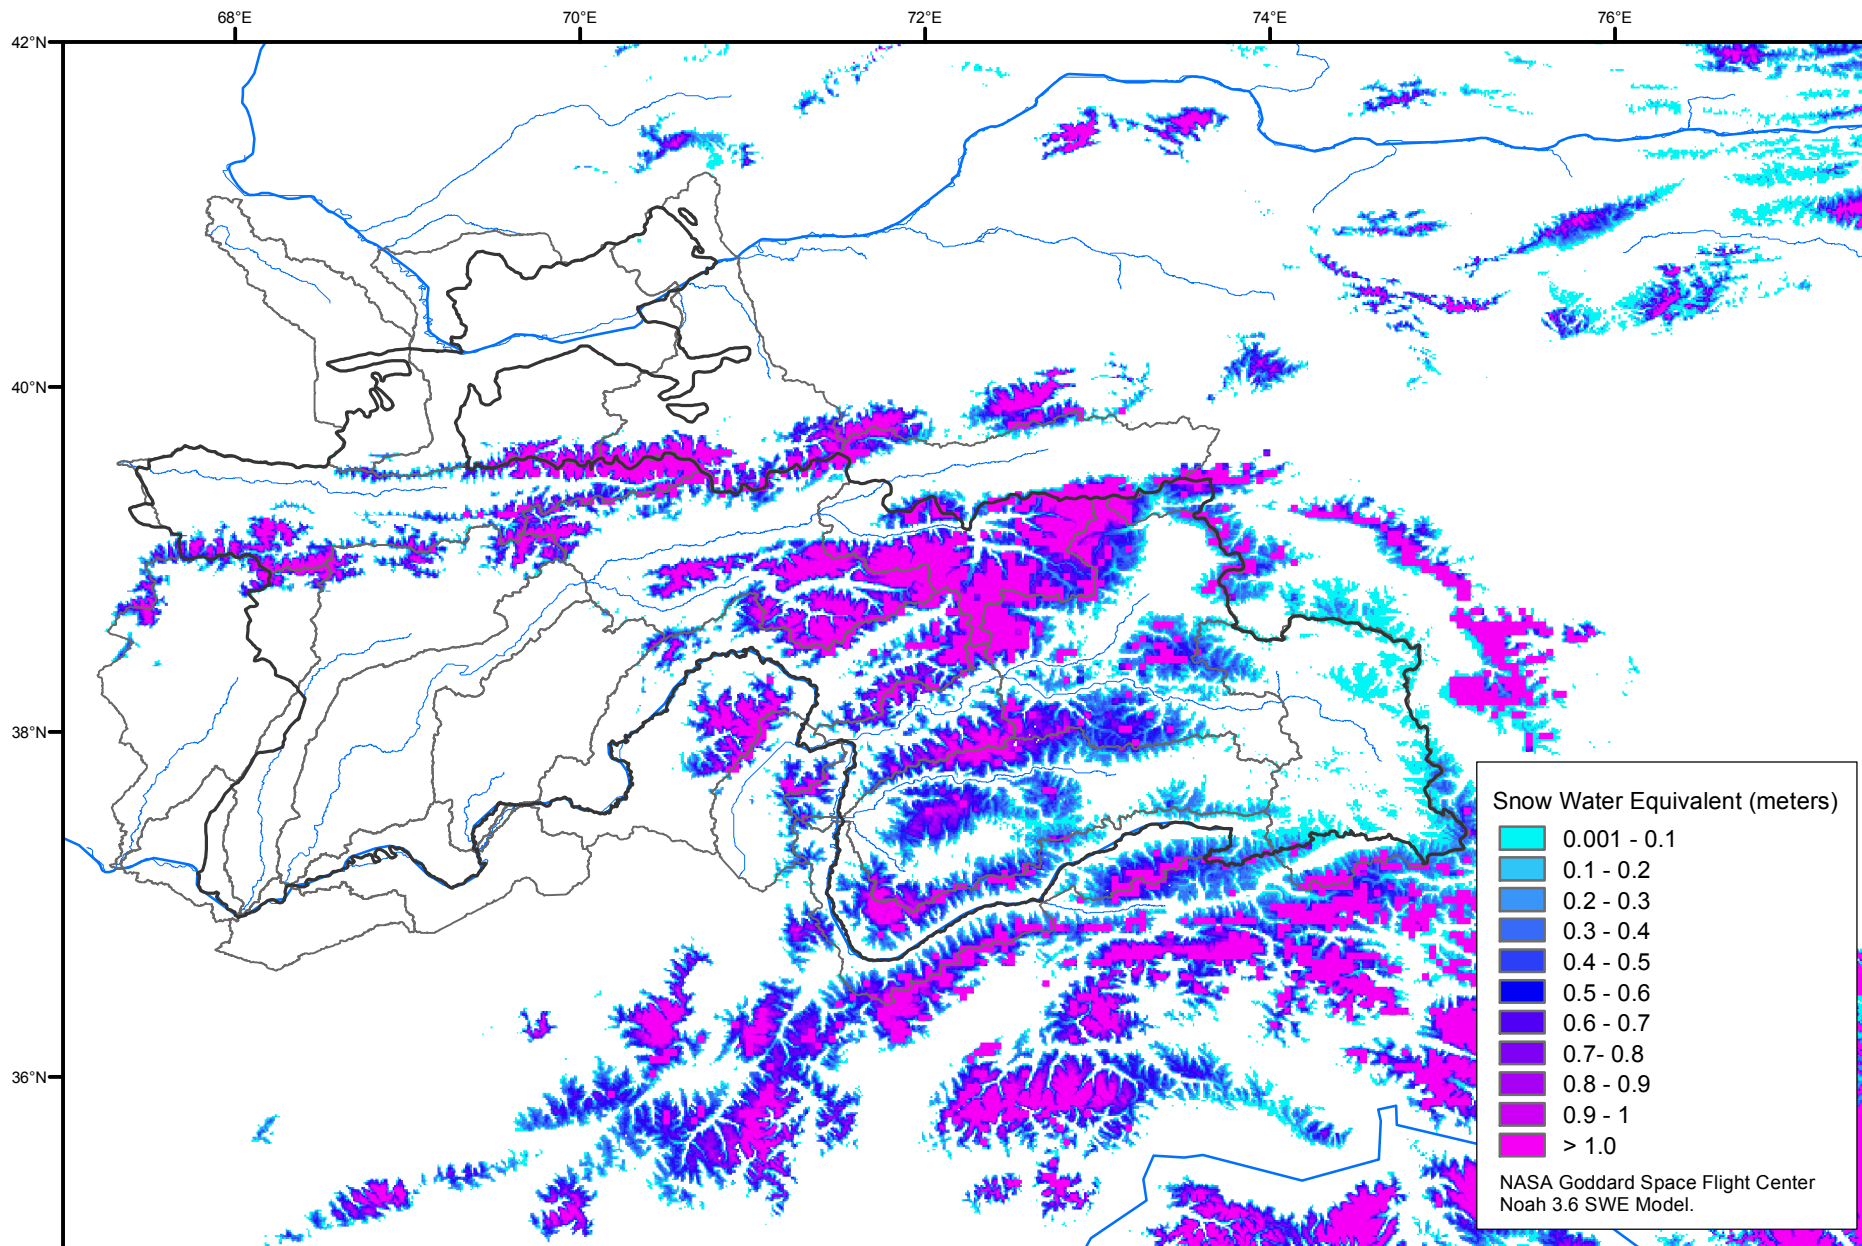 68°E
70°E
72°E
74°E
76°E
42°N
40°N
38°N
36°N
Snow Water Equivalent (meters)
0.001 - 0.1
0.1 - 0.2
0.2 - 0.3
0.3 - 0.4
0.4 - 0.5
0.5 - 0.6
0.6 - 0.7
0.7- 0.8
0.8 - 0.9
0.9 - 1
> 1.0
NASA Goddard Space Flight Center
Noah 3.6 SWE Model.